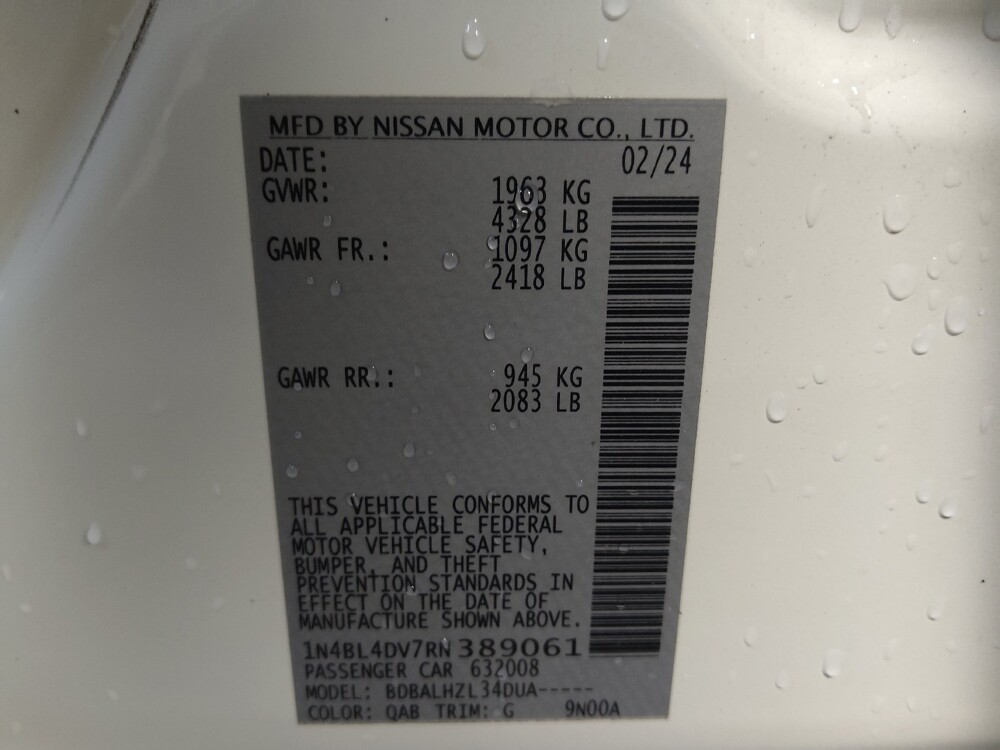 MFD BY NISSAN MOTOR CO., LTD.
DATE: 02/24
GVWR: 1963 KG
4328 LB
GAWR FR.: 1097 KG
2418 LB
GAWR RR.: 945 KG
2083 LB
THIS VEHICLE CONFORMS TO
ALL APPLICABLE FEDERAL
MOTOR VEHICLE SAFETY,
BUMPER, AND THEFT
PREVENTION STANDARDS IN
EFFECT ON THE DATE OF
MANUFACTURE SHOWN ABOVE.
1N4BL4DV7RN389061
PASSENGER CAR 632008
MODEL: BDBALHZL34DUA-----
COLOR: QAB TRIM: G 9N00A